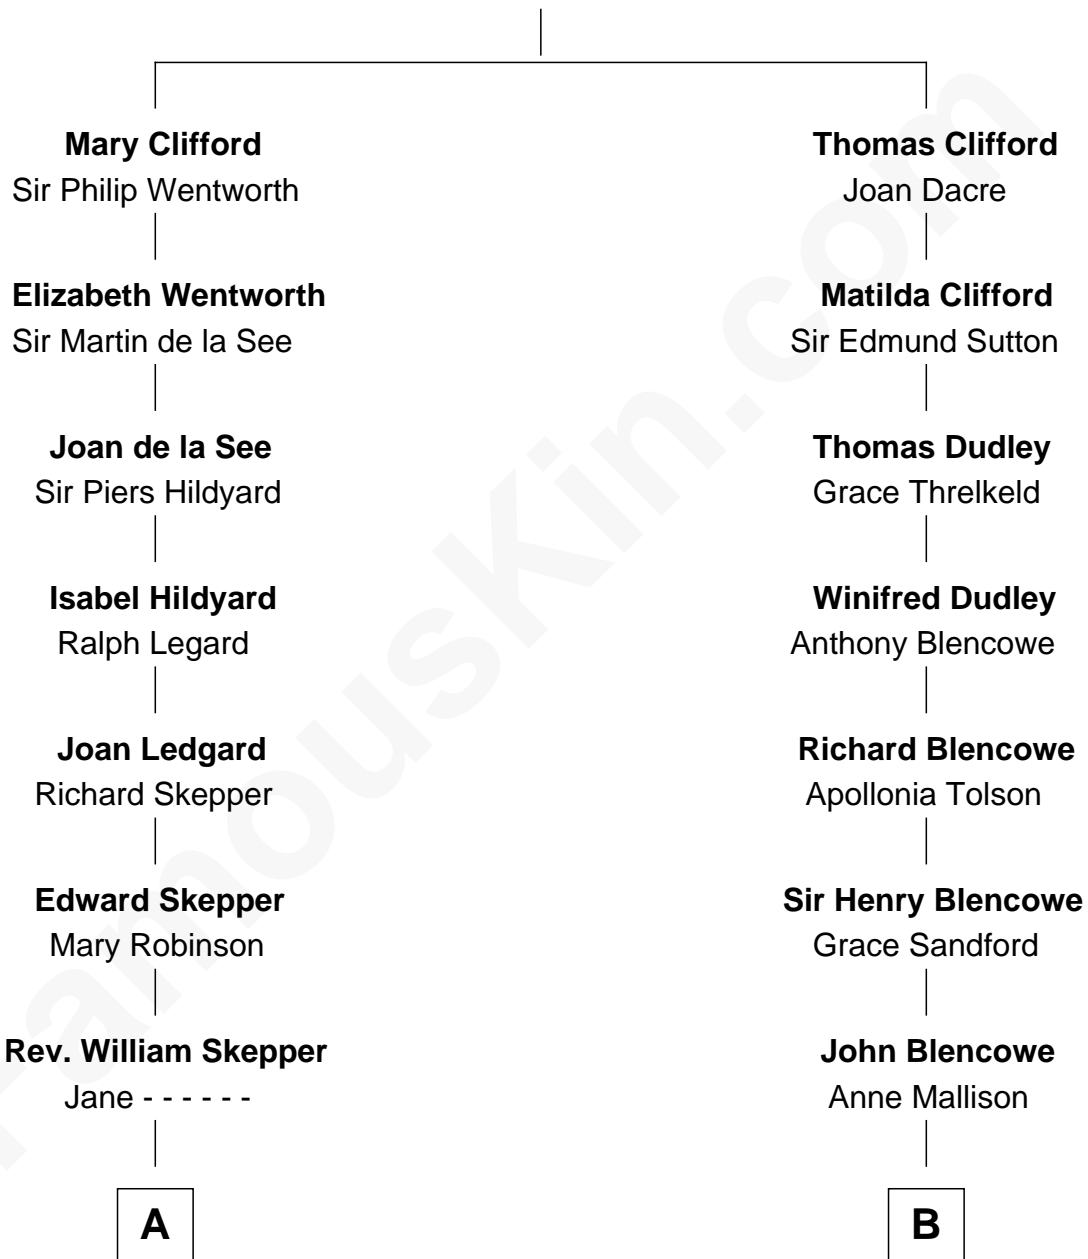 Mary Clifford
Sir Philip Wentworth
Elizabeth Wentworth
Sir Martin de la See
Joan de la See
Sir Piers Hildyard
Isabel Hildyard
Ralph Legard
Joan Ledgard
Richard Skepper
Edward Skepper
Mary Robinson
Rev. William Skepper
Jane - - - - - -
A
Thomas Clifford
Joan Dacre
Matilda Clifford
Sir Edmund Sutton
Thomas Dudley
Grace Threlkeld
Winifred Dudley
Anthony Blencowe
Richard Blencowe
Apollonia Tolson
Sir Henry Blencowe
Grace Sandford
John Blencowe
Anne Mallison
B
FamousKin.com